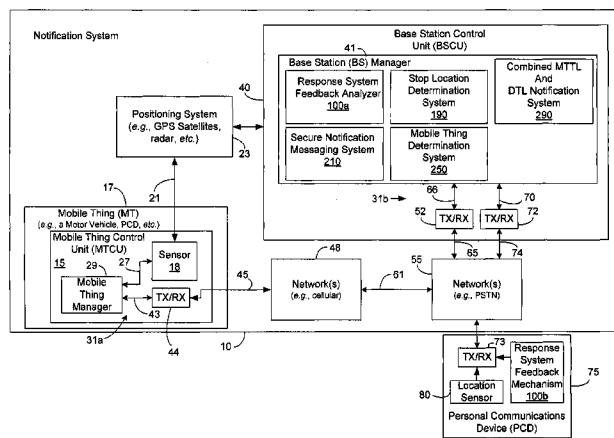 Notification System
Base Station Control
Unit (BSCU)
41
Base Station (BS) Manager
40
Response System
Feedback Analyzer
100a
Stop Location
Determination
System
190
Combined MTTL
And
DTL Notification
System
290
Secure Notification
Messaging System
210
Mobile Thing
Determination
System
250
Positioning System
(e.g., GPS Satellites,
radar, etc.)
23
17
21
31b
66
70
52
TX/RX
TX/RX
72
65
74
Mobile Thing (MT)
(e.g., a Motor Vehicle, PCD, etc.)
Mobile Thing Control
Unit (MTCU)
15
29
27
Sensor
18
Mobile
Thing
Manager
43
TX/RX
31a
44
45
48
Network(s)
(e.g., cellular)
61
55
Network(s)
(e.g., PSTN)
10
73
TX/RX
Response
System
Feedback
Mechanism
100b
75
80
Location
Sensor
Personal Communications
Device (PCD)